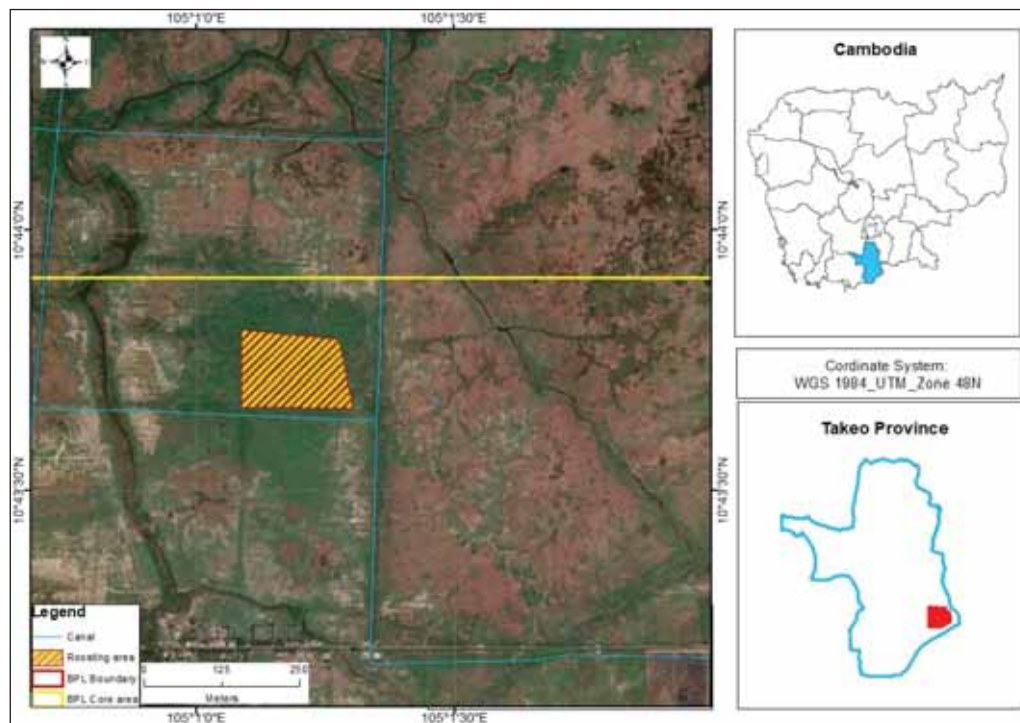 105°1'0"E
105°1'30"E
10°44'0"N
10°43'30"N
10°44'0"N
10°43'30"N
Legend
Canal
Roosting area
BPL Boundary
BPL Core area
0 125 250
Meters
105°1'0"E
105°1'30"E
Cambodia
Cordinate System:
WGS 1984_UTM_Zone 48N
Takeo Province